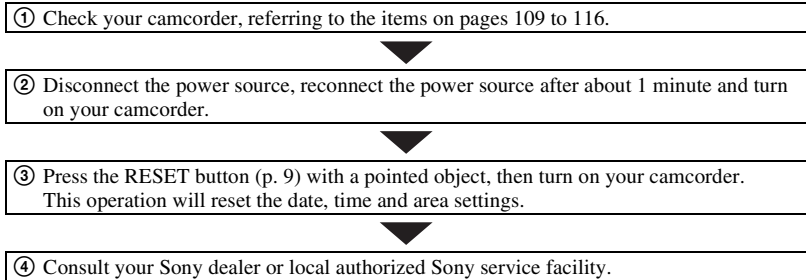 ① Check your camcorder, referring to the items on pages 109 to 116.
② Disconnect the power source, reconnect the power source after about 1 minute and turn
on your camcorder.
③ Press the RESET button (p. 9) with a pointed object, then turn on your camcorder.
This operation will reset the date, time and area settings.
④ Consult your Sony dealer or local authorized Sony service facility.